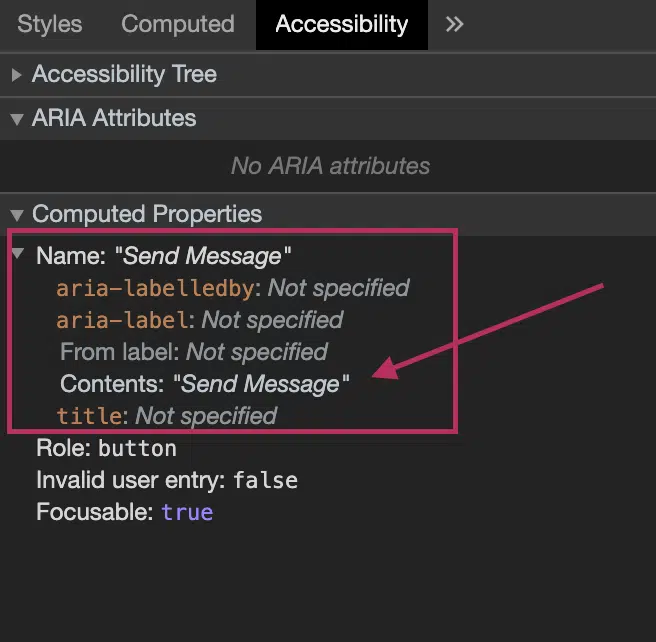 Styles Computed Accessibility »
Accessibility Tree
ARIA Attributes
No ARIA attributes
Computed Properties
Name: "Send Message"
aria-labelledby: Not specified
aria-label: Not specified
From label: Not specified
Contents: "Send Message"
title: Not specified
Role: button
Invalid user entry: false
Focusable: true